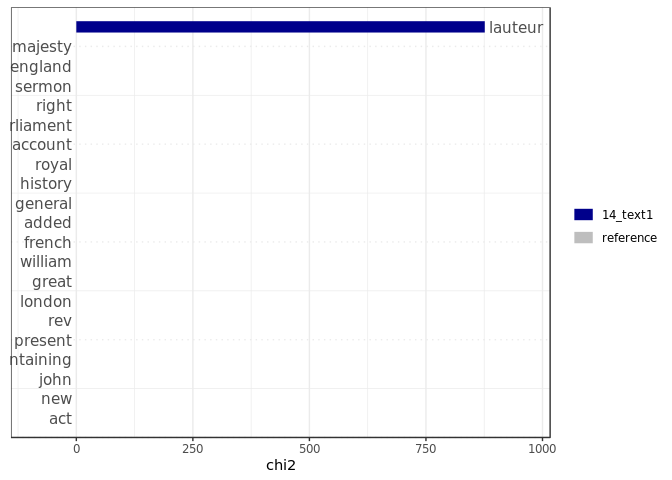 lauteur
majesty
england
sermon
right
rliament
account
royal
history
general
added
french
william
great
london
rev
present
ntaining
john
new
act
0 250 500 750 1000
chi2
14_text1
reference